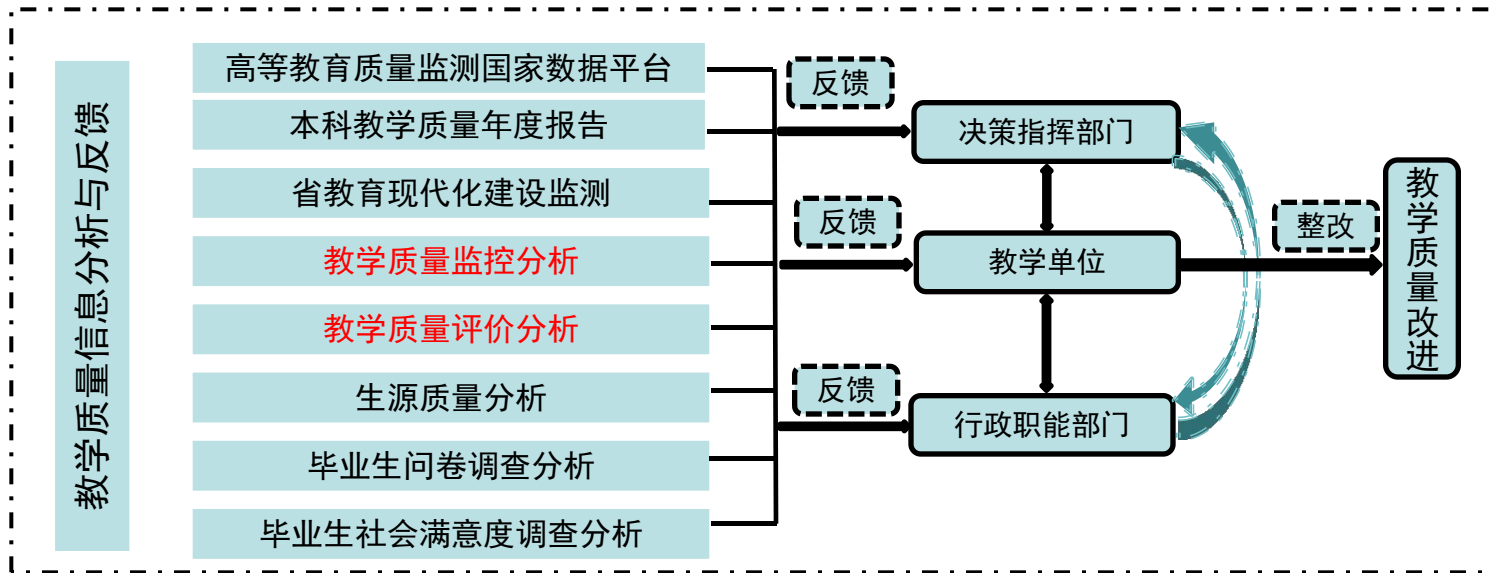 教学质量信息分析与反馈
高等教育质量监测国家数据平台
本科教学质量年度报告
省教育现代化建设监测
教学质量监控分析
教学质量评价分析
生源质量分析
毕业生问卷调查分析
毕业生社会满意度调查分析
反馈
决策指挥部门
反馈
教学单位
反馈
行政职能部门
整改
教学质量改进